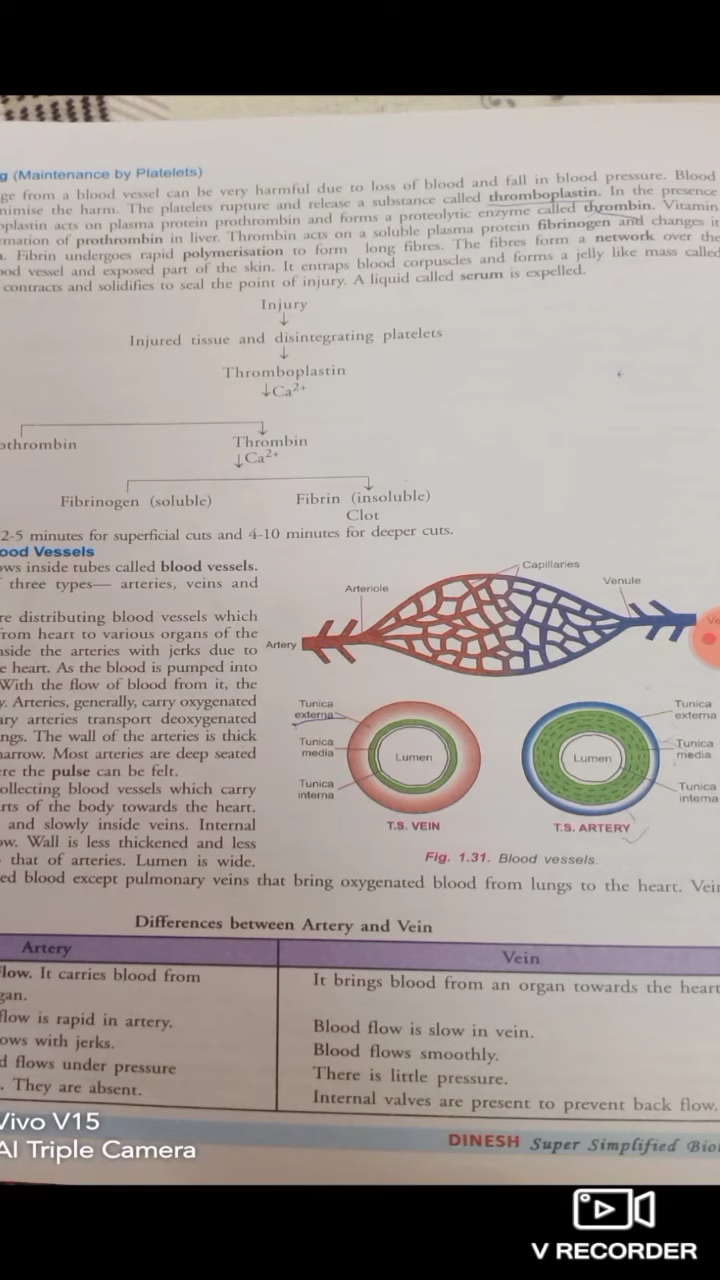 g (Maintenance by Platelets)
ge from a blood vessel can be very harmful due to loss of blood and fall in blood pressure. Blood
nimise the harm. The platelets rupture and release a substance called thromboplastin. In the presence
oplastin acts on plasma protein prothrombin and forms a proteolytic enzyme called thrombin. Vitamin
rmation of prothrombin in liver. Thrombin acts on a soluble plasma protein fibrinogen and changes it
. Fibrin undergoes rapid polymerisation to form long fibres. The fibres form a network over the
ood vessel and exposed part of the skin. It entraps blood corpuscles and forms a jelly like mass called
contracts and solidifies to seal the point of injury. A liquid called serum is expelled.
Injury
Injured tissue and disintegrating platelets
Thromboplastin
↓Ca2+
othrombin Thrombin
↓Ca2+
Fibrinogen (soluble) Fibrin (insoluble)
Clot
2-5 minutes for superficial cuts and 4-10 minutes for deeper cuts.
ood Vessels
ows inside tubes called blood vessels.
three types— arteries, veins and
re distributing blood vessels which
from heart to various organs of the
nside the arteries with jerks due to
e heart. As the blood is pumped into
With the flow of blood from it, the
y. Arteries, generally, carry oxygenated
ary arteries transport deoxygenated
ngs. The wall of the arteries is thick
narrow. Most arteries are deep seated
re the pulse can be felt.
ollecting blood vessels which carry
rts of the body towards the heart.
and slowly inside veins. Internal
ow. Wall is less thickened and less
that of arteries. Lumen is wide.
Capillaries
Arteriole
Venule
Artery
Ve
Tunica
externa
Tunica
media
Tunica
interna
Lumen
T.S. VEIN
Tunica
externa
Tunica
media
Tunica
interna
Lumen
T.S. ARTERY
Fig. 1.31. Blood vessels.
ed blood except pulmonary veins that bring oxygenated blood from lungs to the heart. Vein
Differences between Artery and Vein
Artery Vein
low. It carries blood from
gan.
It brings blood from an organ towards the heart
flow is rapid in artery.
Blood flow is slow in vein.
ows with jerks.
Blood flows smoothly.
d flows under pressure
There is little pressure.
. They are absent.
Internal valves are present to prevent back flow.
Vivo V15
AI Triple Camera
DINESH Super Simplified Biol
V RECORDER